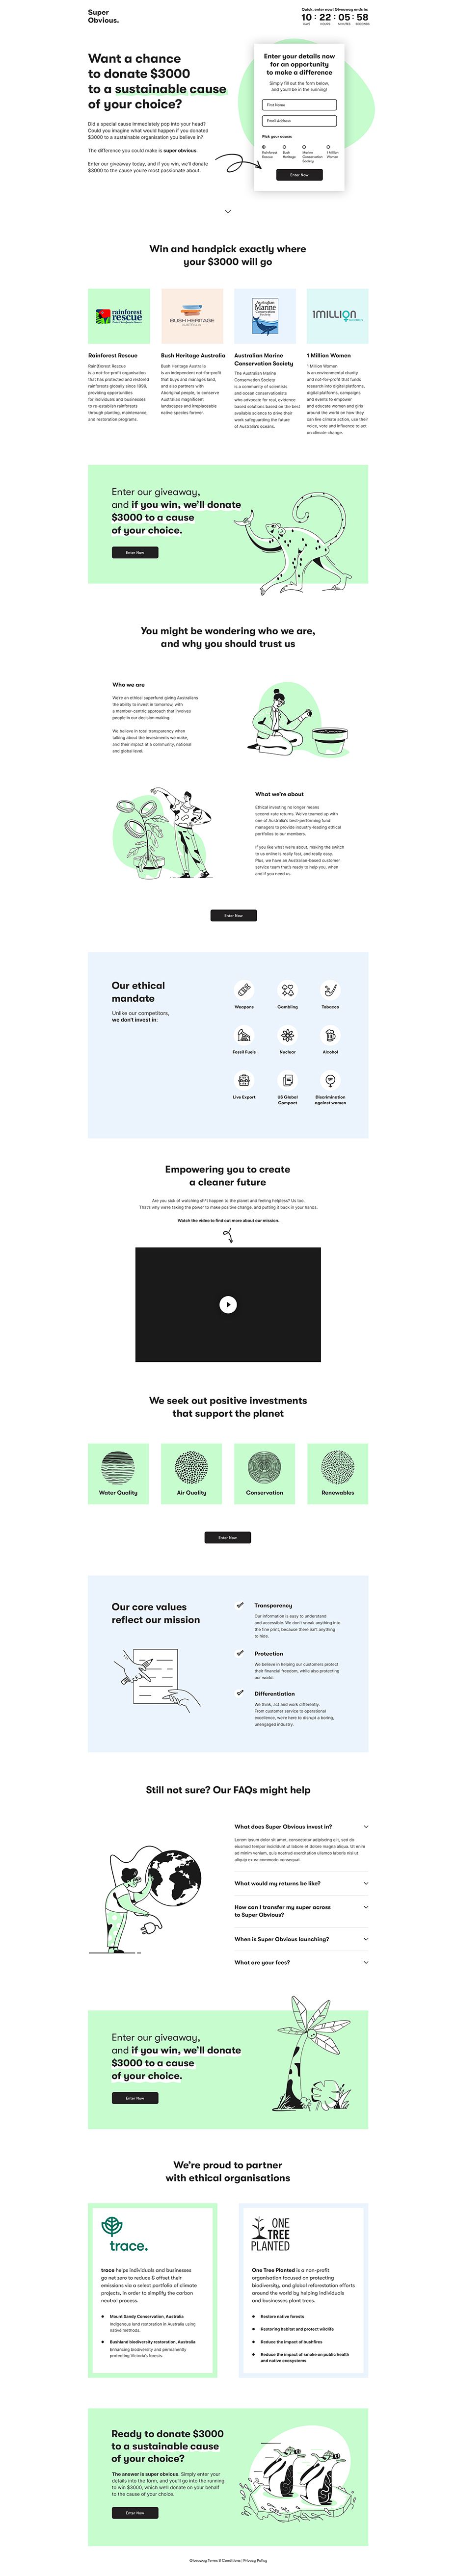 Super
Obvious.
Quick, enter now! Giveaway ends in:
10 : 22 : 05 : 58
DAYS HOURS MINUTES SECONDS
Want a chance
to donate $3000
to a sustainable cause
of your choice?
Did a special cause immediately pop into your head?
Could you imagine what would happen if you donated
$3000 to a sustainable organisation you believe in?
The difference you could make is super obvious.
Enter our giveaway today, and if you win, we'll donate
$3000 to the cause you're most passionate about.
Enter your details now
for an opportunity
to make a difference
Simply fill out the form below,
and you'll be in the running!
First Name
Email Address
Pick your cause:
Rainforest
Rescue
Bush
Heritage
Marine
Conservation
Society
1 Million
Women
Enter Now
Win and handpick exactly where
your $3000 will go
rainforest
rescue
BUSH HERITAGE
AUSTRALIA
Australian
Marine
Conservation
Society
1MILLION
women
Rainforest Rescue
Rainforest Rescue
is a not-for-profit organisation
that has protected and restored
rainforests globally since 1998,
providing opportunities
for individuals and businesses
to re-establish rainforests
through planting, maintenance,
and restoration programs.
Bush Heritage Australia
Bush Heritage Australia
is an independent not-for-profit
that buys and manages land,
and also partners with
Aboriginal people, to conserve
Australia's magnificent
landscapes and irreplaceable
native species forever.
Australian Marine
Conservation Society
The Australian Marine
Conservation Society
is a community of scientists
and ocean conservationists
who advocate for real, evidence
based solutions based on the best
available science to drive their
work safeguarding the future
of Australia's oceans.
1 Million Women
1 Million Women
is an environmental charity
and not-for-profit that funds
research into digital platforms,
digital platforms, campaigns
and events to empower
and educate women and girls
around the world on how they
can live climate action, use their
voice, vote and influence to act
on climate change.
Enter our giveaway,
and if you win, we'll donate
$3000 to a cause
of your choice.
Enter Now
You might be wondering who we are,
and why you should trust us
Who we are
We're an ethical superfund giving Australians
the ability to invest in tomorrow, with
a member-centric approach that involves
people in our decision making.
We believe in total transparency when
talking about the investments we make,
and their impact at a community, national
and global level.
What we're about
Ethical investing no longer means
second-rate returns. We've teamed up with
one of Australia's best-performing fund
managers to provide industry leading ethical
portfolios to our members.
If you like what we're about, making the switch
to us online is really fast, and really easy.
Plus, we have an Australian-based customer
service team that's ready to help you, when
and if you need us.
Enter Now
Our ethical
mandate
Unlike our competitors,
we don't invest in:
Weapons
Gambling
Tobacco
Fossil Fuels
Nuclear
Alcohol
Live Export
US Global
Compact
Discrimination
against women
Empowering you to create
a cleaner future
Are you sick of watching sh*t happen to the planet and feeling helpless? Us too.
That's why we're taking the power to make positive change, and putting it back in your hands.
Watch the video to find out more about our mission.
We seek out positive investments
that support the planet
Water Quality
Air Quality
Conservation
Renewables
Enter Now
Our core values
reflect our mission
Transparency
Our information is easy to understand
and accessible. We don't sneak anything into
the fine print, because there isn't anything
to hide.
Protection
We believe in helping our customers protect
their financial freedom, while also protecting
our world.
Differentiation
We think, act and work differently.
From customer service to operational
excellence, we're here to disrupt a boring,
unengaged industry.
Still not sure? Our FAQs might help
What does Super Obvious invest in?
Lorem ipsum dolor sit amet, consectetur adipiscing elit, sed do
eiusmod tempor incididunt ut labore et dolore magna aliqua. Ut enim
ad minim veniam, quis nostrud exercitation ullamco laboris nisi ut
aliquip ex ea commodo consequat.
What would my returns be like?
How can I transfer my super across
to Super Obvious?
When is Super Obvious launching?
What are your fees?
Enter our giveaway,
and if you win, we'll donate
$3000 to a cause
of your choice.
Enter Now
We're proud to partner
with ethical organisations
trace.
trace helps individuals and businesses
go net zero to reduce & offset their
emissions via a select portfolio of climate
projects, in order to simplify the carbon
neutral process.
Mount Sandy Conservation, Australia
Indigenous land restoration in Australia using
native methods.
Bushland biodiversity restoration, Australia
Enhancing biodiversity and permanently
protecting Victoria's forests.
ONE
TREE
PLANTED
One Tree Planted is a non-profit
organisation focused on protecting
biodiversity, and global reforestation efforts
around the world by helping individuals
and businesses plant trees.
Restore native forests
Restoring habitat and protect wildlife
Reduce the impact of bushfires
Reduce the impact of smoke on public health
and native ecosystems
Ready to donate $3000
to a sustainable cause
of your choice?
The answer is super obvious. Simply enter your
details into the form, and you'll go into the running
to win $3000, which we'll donate on your behalf
to the cause of your choice.
Enter Now
Giveaway Terms & Conditions | Privacy Policy